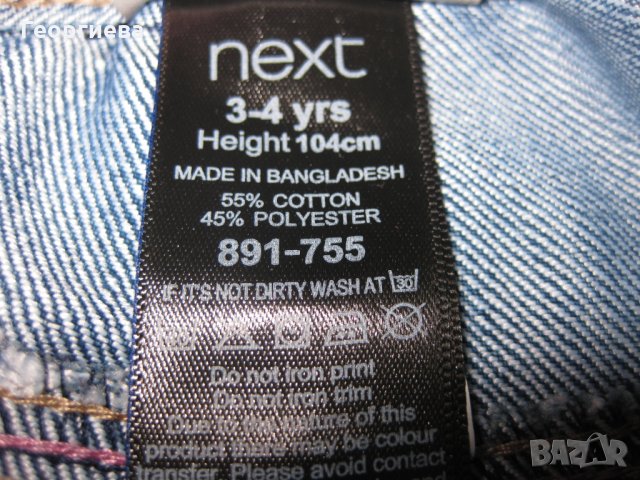 Георгиева
next
3-4 yrs
Height 104cm
MADE IN BANGLADESH
55% COTTON
45% POLYESTER
891-755
IF IT'S NOT DIRTY WASH AT 30
Do not iron print
Do not iron trim
Due to the nature of this
product there may be colour
transfer. Please avoid contact
BAZAR